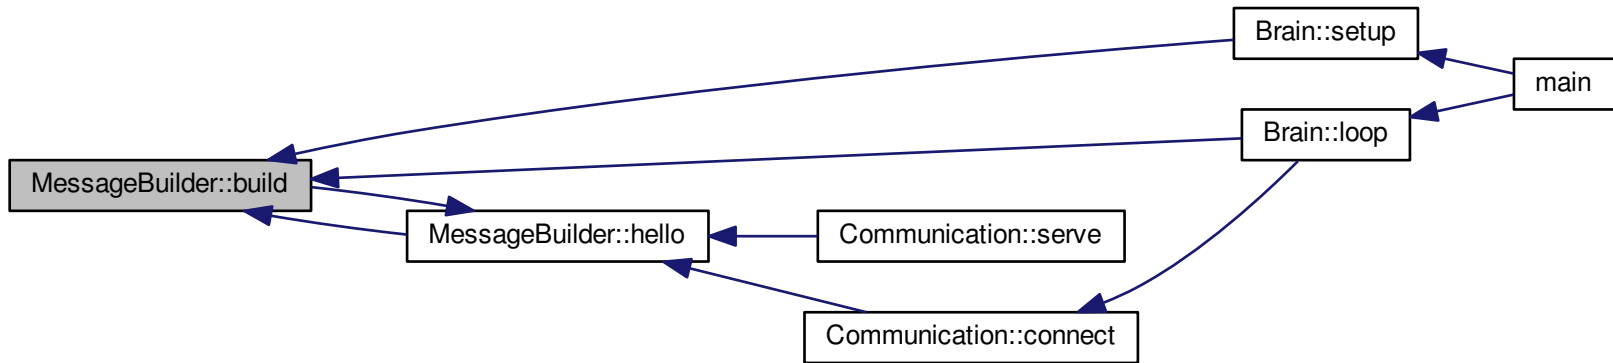 Brain::setup
main
Brain::loop
MessageBuilder::build
MessageBuilder::hello
Communication::serve
Communication::connect